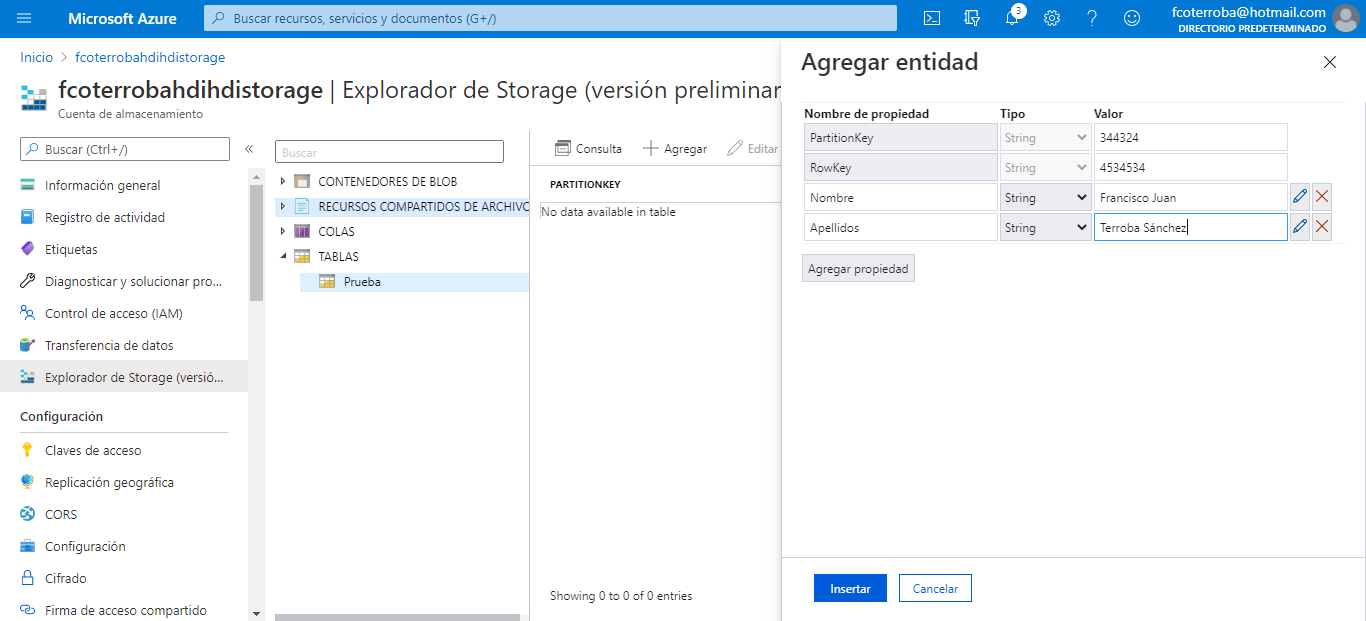 Microsoft Azure
Buscar recursos, servicios y documentos (G+/)
3
fcoterroba@hotmail.com
DIRECTORIO PREDETERMINADO
Inicio > fcoterrobahdihdistorage
fcoterrobahdihdistorage | Explorador de Storage (versión preliminar
Cuenta de almacenamiento
Buscar (Ctrl+/)
«
Información general
Registro de actividad
Etiquetas
Diagnosticar y solucionar pro...
Control de acceso (IAM)
Transferencia de datos
Explorador de Storage (versió...
Configuración
Claves de acceso
Replicación geográfica
CORS
Configuración
Cifrado
Firma de acceso compartido
Buscar
CONTENEDORES DE BLOB
RECURSOS COMPARTIDOS DE ARCHIVO
COLAS
TABLAS
Prueba
Consulta Agregar Editar
PARTITIONKEY
No data available in table
Showing 0 to 0 of 0 entries
Agregar entidad
Nombre de propiedad Tipo Valor
PartitionKey String 344324
RowKey String 4534534
Nombre String Francisco Juan
Apellidos String Terroba Sánchez
Agregar propiedad
Insertar Cancelar